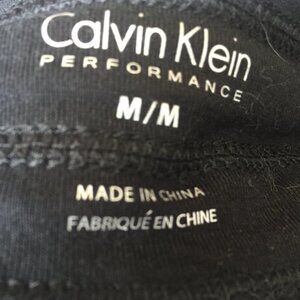 Calvin Klein
PERFORMANCE
M/M
MADE IN CHINA
FABRIQUÉ EN CHINE